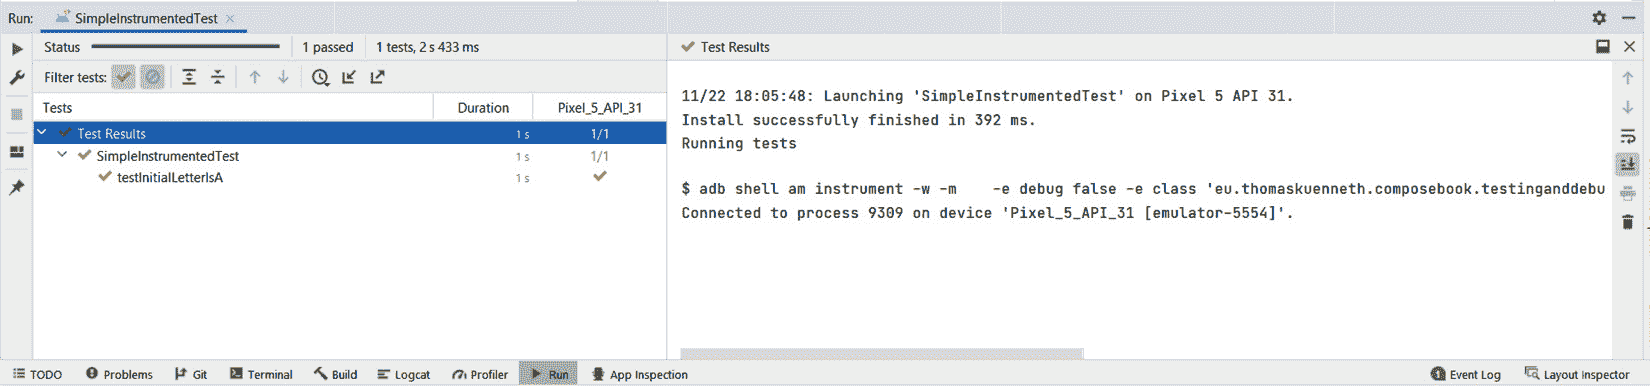 Run: SimpleInstrumentedTest
Status 1 passed 1 tests, 2 s 433 ms
Test Results
Filter tests:
Tests Duration Pixel_5_API_31
Test Results 1 s 1/1
SimpleInstrumentedTest 1 s 1/1
testInitialLetterIsA 1 s
11/22 18:05:48: Launching 'SimpleInstrumentedTest' on Pixel 5 API 31.
Install successfully finished in 392 ms.
Running tests
$ adb shell am instrument -w -m    -e debug false -e class 'eu.thomaskuenneth.composebook.testinganddebu
Connected to process 9309 on device 'Pixel_5_API_31 [emulator-5554]'.
TODO Problems Git Terminal Build Logcat Profiler Run App Inspection Event Log Layout Inspector